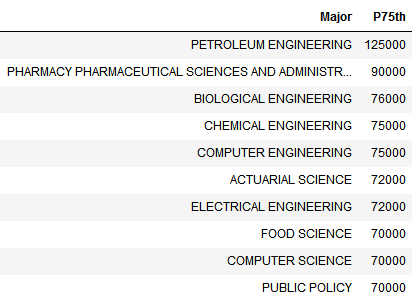 Major P75th
PETROLEUM ENGINEERING 125000
PHARMACY PHARMACEUTICAL SCIENCES AND ADMINISTR... 90000
BIOLOGICAL ENGINEERING 76000
CHEMICAL ENGINEERING 75000
COMPUTER ENGINEERING 75000
ACTUARIAL SCIENCE 72000
ELECTRICAL ENGINEERING 72000
FOOD SCIENCE 70000
COMPUTER SCIENCE 70000
PUBLIC POLICY 70000